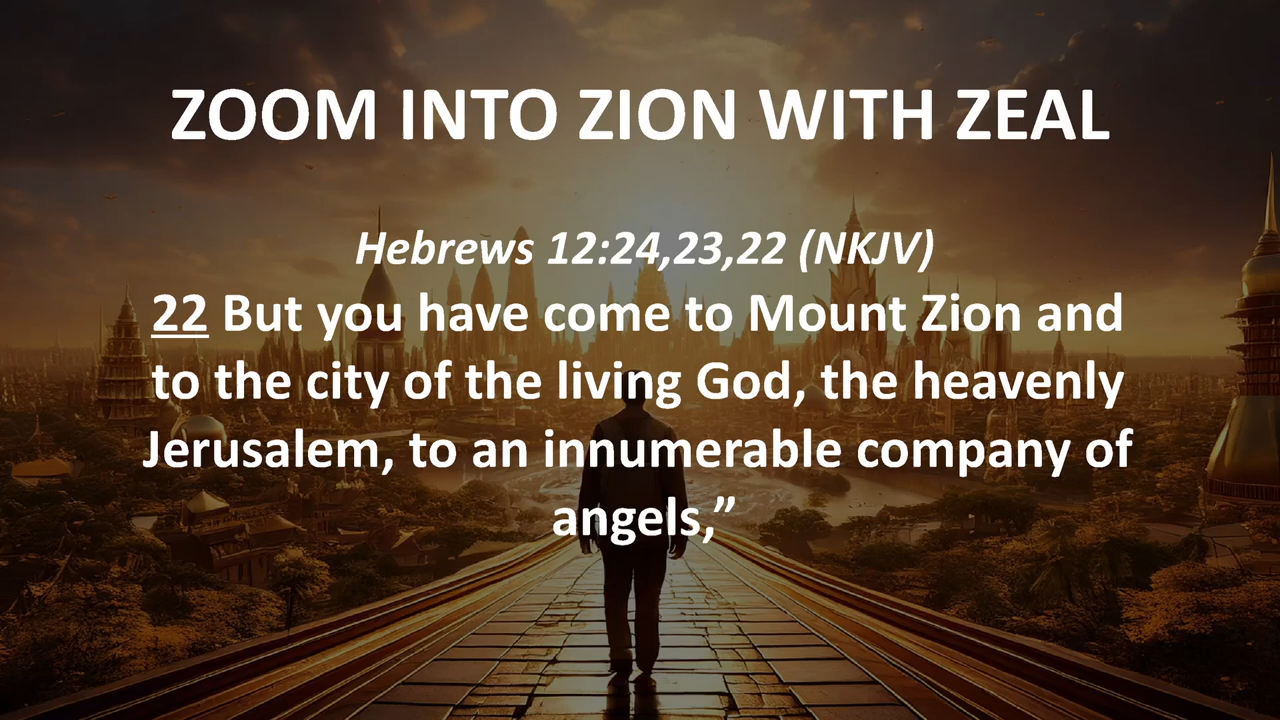 ZOOM INTO ZION WITH ZEAL
Hebrews 12:24,23,22 (NKJV)
22 But you have come to Mount Zion and
to the city of the living God, the heavenly
Jerusalem, to an innumerable company of
angels,”